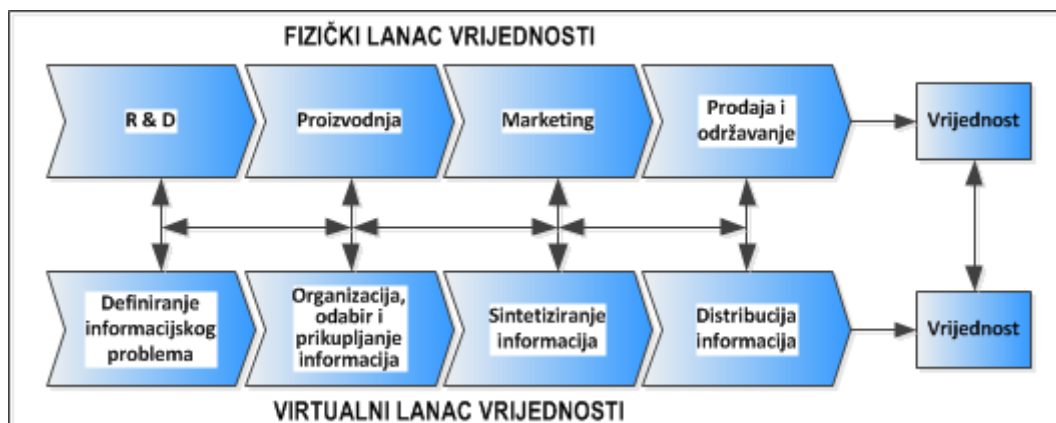 FIZIČKI LANAC VRIJEDNOSTI
R & D
Proizvodnja
Marketing
Prodaja i
održavanje
Vrijednost
Definiranje
informacijskog
problema
Organizacija,
odabir i
prikupljanje
informacija
Sintetiziranje
informacija
Distribucija
informacija
Vrijednost
VIRTUALNI LANAC VRIJEDNOSTI